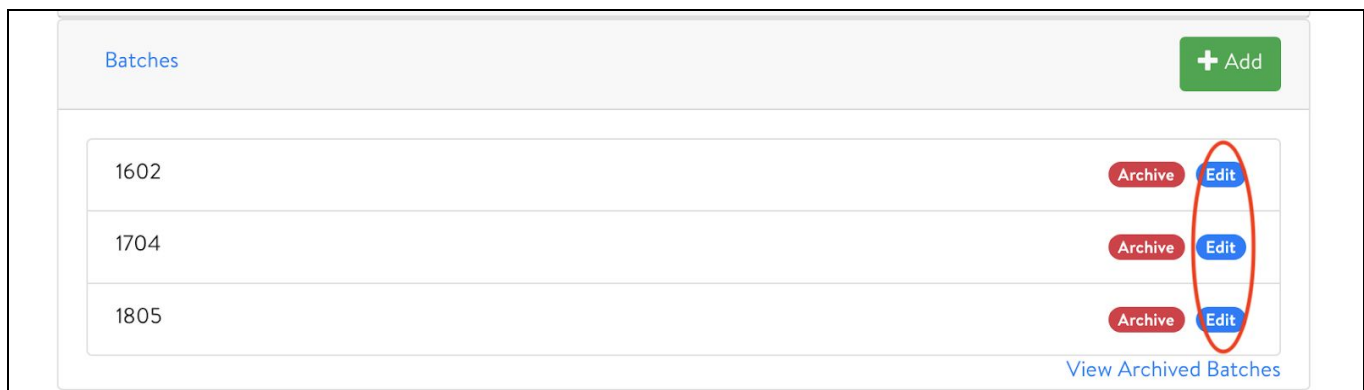 Batches
+ Add
1602 Archive Edit
1704 Archive Edit
1805 Archive Edit
View Archived Batches